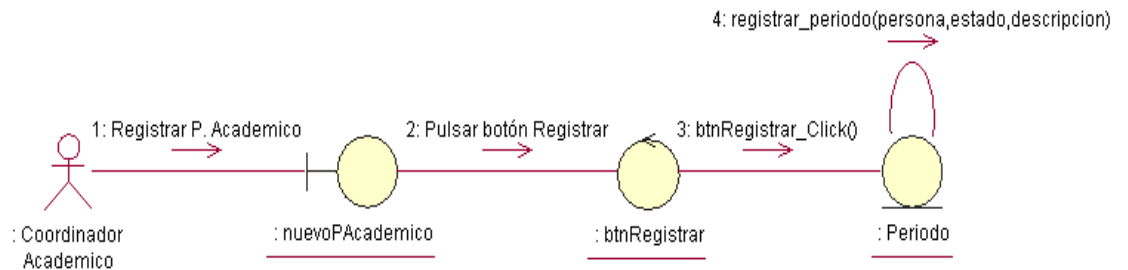 4: registrar_periodo(persona,estado,descripcion)
1: Registrar P. Academico
2: Pulsar botón Registrar
3: btnRegistrar_Click()
: Coordinador
Academico
: nuevoPAcademico
: btnRegistrar
: Periodo